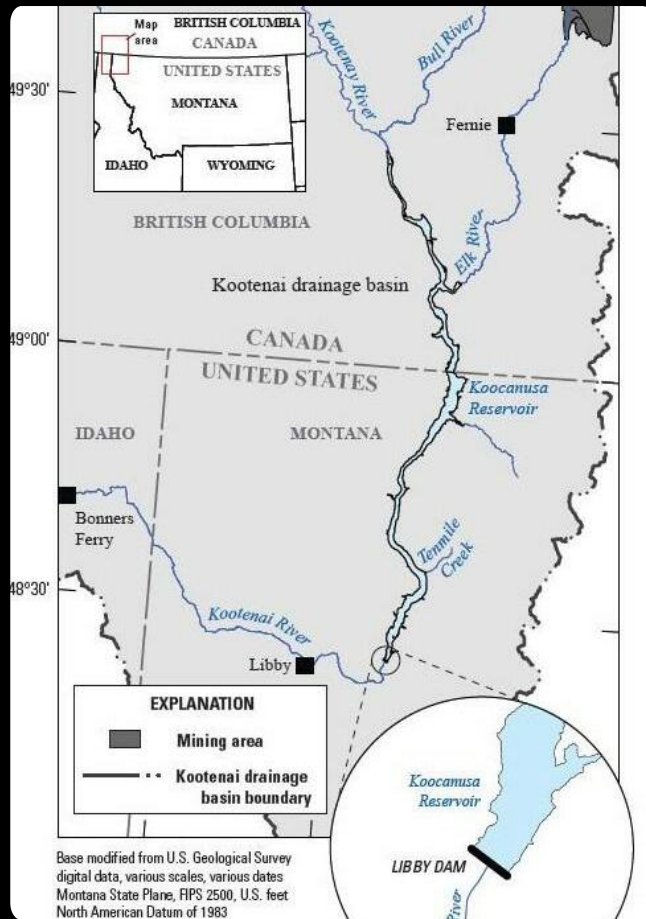 Map
area
BRITISH COLUMBIA
CANADA
UNITED STATES
MONTANA
IDAHO
WYOMING
Kootenay River
Bull River
49°30'
Fernie
BRITISH COLUMBIA
Elk River
Kootenai drainage basin
49°00'
CANADA
UNITED STATES
Koocanusa
Reservoir
IDAHO
MONTANA
Bonners
Ferry
Tenmile
Creek
48°30'
Kootenai River
Libby
EXPLANATION
Mining area
Kootenai drainage
basin boundary
Koocanusa
Reservoir
LIBBY DAM
River
Base modified from U.S. Geological Survey
digital data, various scales, various dates
Montana State Plane, FIPS 2500, U.S. feet
North American Datum of 1983